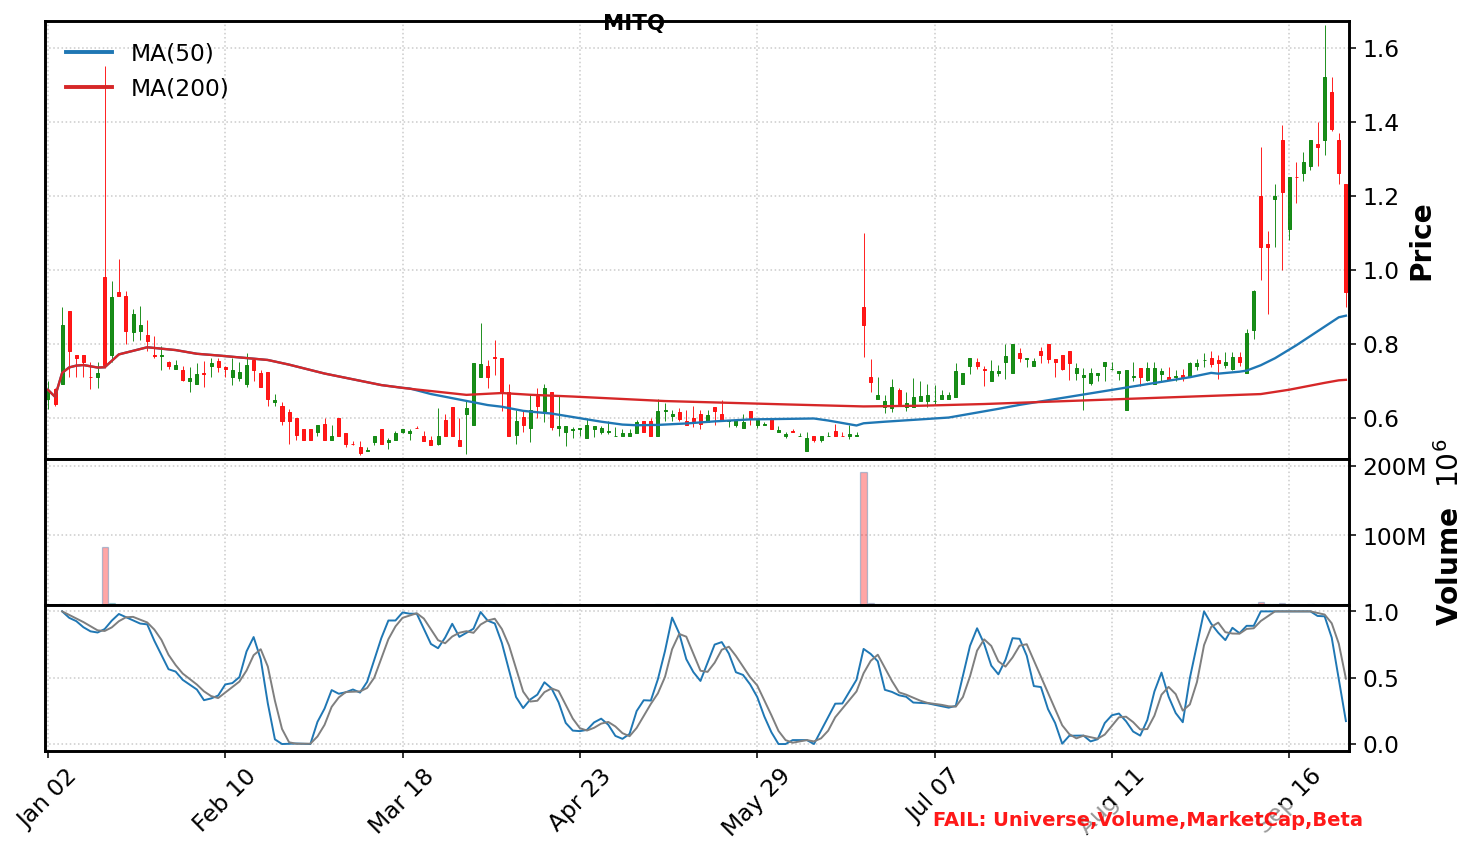 MITQ
MA(50)
MA(200)
1.6
1.4
1.2
1.0
0.8
0.6
Price
200M
100M
Volume 10^6
1.0
0.5
0.0
Jan 02
Feb 10
Mar 18
Apr 23
May 29
Jul 07
Aug 11
Sep 16
FAIL: Universe,Volume,MarketCap,Beta